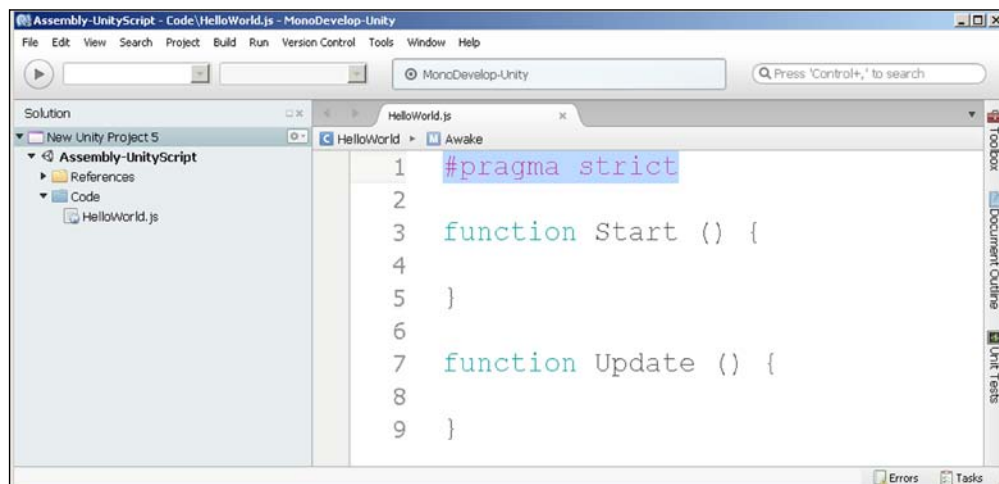 Assembly-UnityScript - Code\HelloWorld.js - MonoDevelop-Unity
File Edit View Search Project Build Run Version Control Tools Window Help
MonoDevelop-Unity
Press 'Control+,' to search
Solution
HelloWorld.js
New Unity Project 5
HelloWorld
Awake
Assembly-UnityScript
References
Code
HelloWorld.js
1 #pragma strict
2
3 function Start () {
4
5 }
6
7 function Update () {
8
9 }
Toolbox
Document Outline
Unit Tests
Errors
Tasks